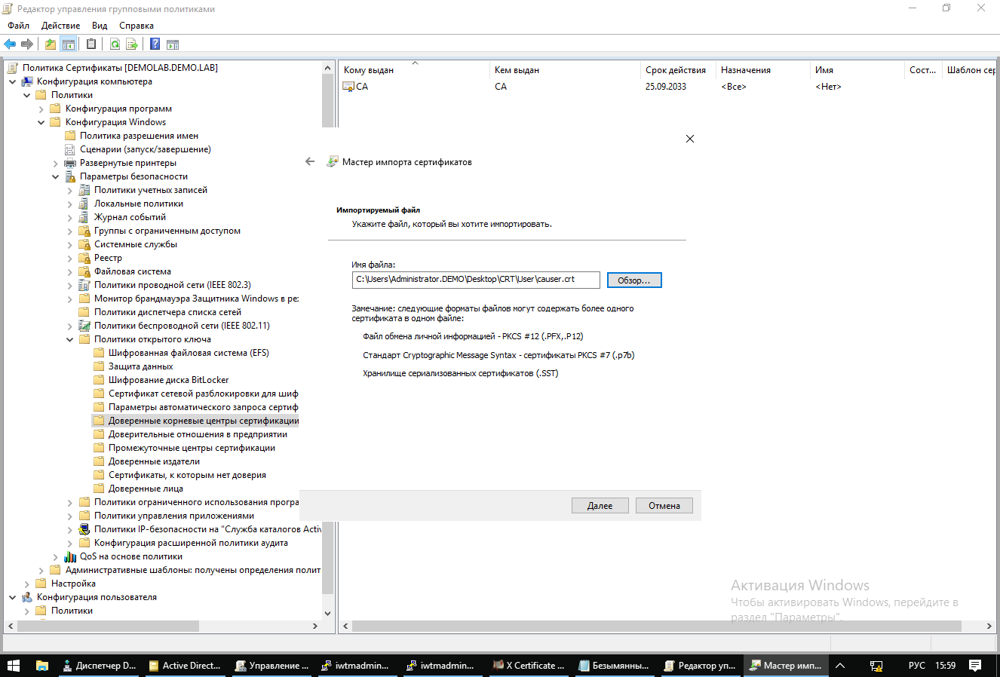 Редактор управления групповыми политиками
Файл Действие Вид Справка
Политика Сертификаты [DEMOLAB.DEMO.LAB]
Конфигурация компьютера
Политики
Конфигурация программ
Конфигурация Windows
Политика разрешения имен
Сценарии (запуск/завершение)
Развернутые принтеры
Параметры безопасности
Политики учетных записей
Локальные политики
Журнал событий
Группы с ограниченным доступом
Системные службы
Реестр
Файловая система
Политики проводной сети (IEEE 802.3)
Монитор брандмауэра Защитника Windows в ре
Политики диспетчера списка сетей
Политики беспроводной сети (IEEE 802.11)
Политики открытого ключа
Шифрованная файловая система (EFS)
Защита данных
Шифрование диска BitLocker
Сертификат сетевой разблокировки для шиф
Параметры автоматического запроса сертиф
Доверенные корневые центры сертификации
Доверительные отношения в предприятии
Промежуточные центры сертификации
Доверенные издатели
Сертификаты, к которым нет доверия
Доверенные лица
Политики ограниченного использования програ
Политики управления приложениями
Политики IP-безопасности на "Служба каталогов Activ
Конфигурация расширенной политики аудита
QoS на основе политики
Административные шаблоны: получены определения полит
Настройка
Конфигурация пользователя
Политики
Кому выдан Кем выдан Срок действия Назначения Имя Сост... Шаблон сер
CA CA 25.09.2033 <Все> <Нет>
Мастер импорта сертификатов
Импортируемый файл
Укажите файл, который вы хотите импортировать.
Имя файла:
C:\Users\Administrator.DEMO\Desktop\CRT\User\causer.crt Обзор...
Замечание: следующие форматы файлов могут содержать более одного
сертификата в одном файле:
Файл обмена личной информацией - PKCS #12 (.PFX,.P12)
Стандарт Cryptographic Message Syntax - сертификаты PKCS #7 (.p7b)
Хранилище сериализованных сертификатов (.SST)
Далее Отмена
Активация Windows
Чтобы активировать Windows, перейдите в
раздел "Параметры".
Диспетчер D... Active Direct... Управление ... iwtmadmin... iwtmadmin... X Certificate ... Безымянны... Редактор уп... Мастер имп... РУС 15:59